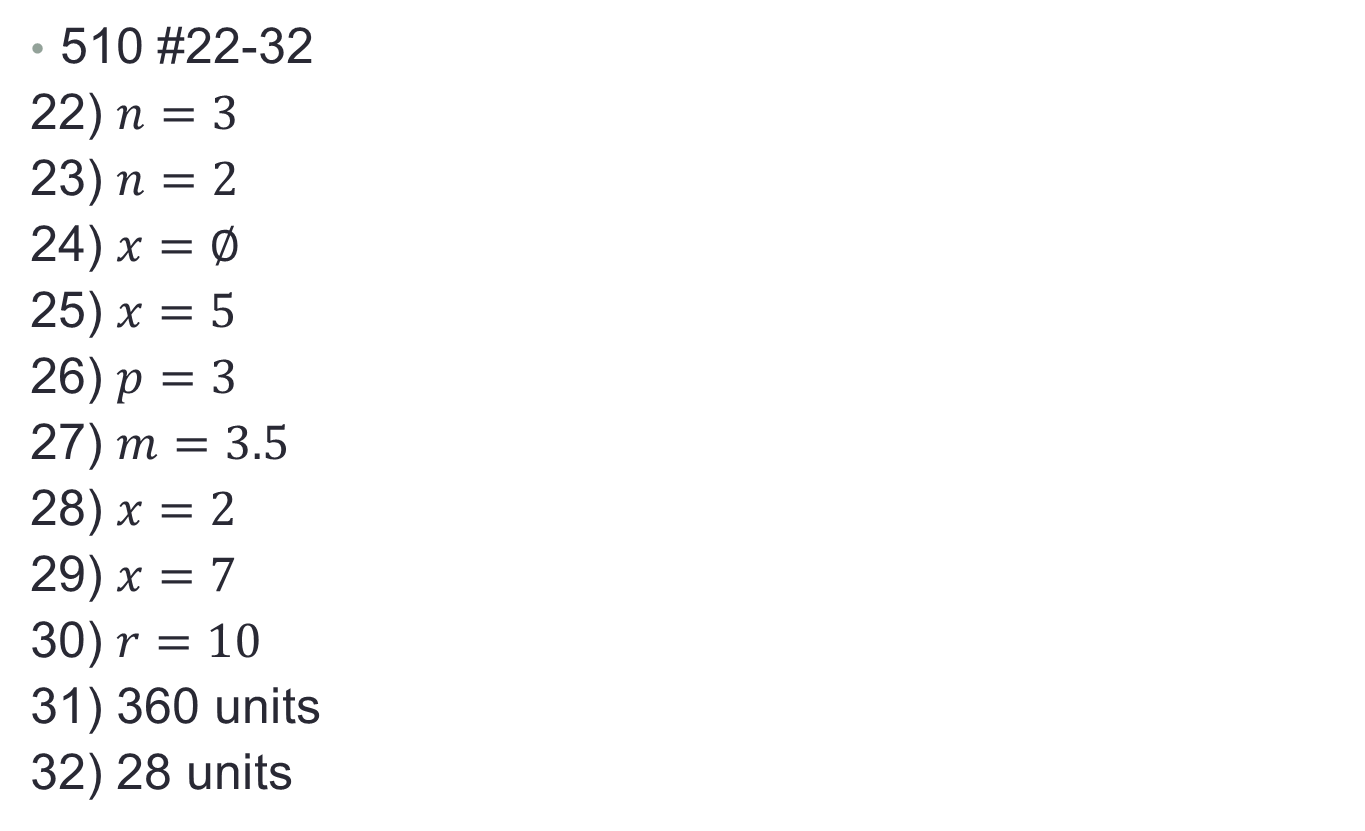 • 510 #22-32
22) n = 3
23) n = 2
24) x = ∅
25) x = 5
26) p = 3
27) m = 3.5
28) x = 2
29) x = 7
30) r = 10
31) 360 units
32) 28 units